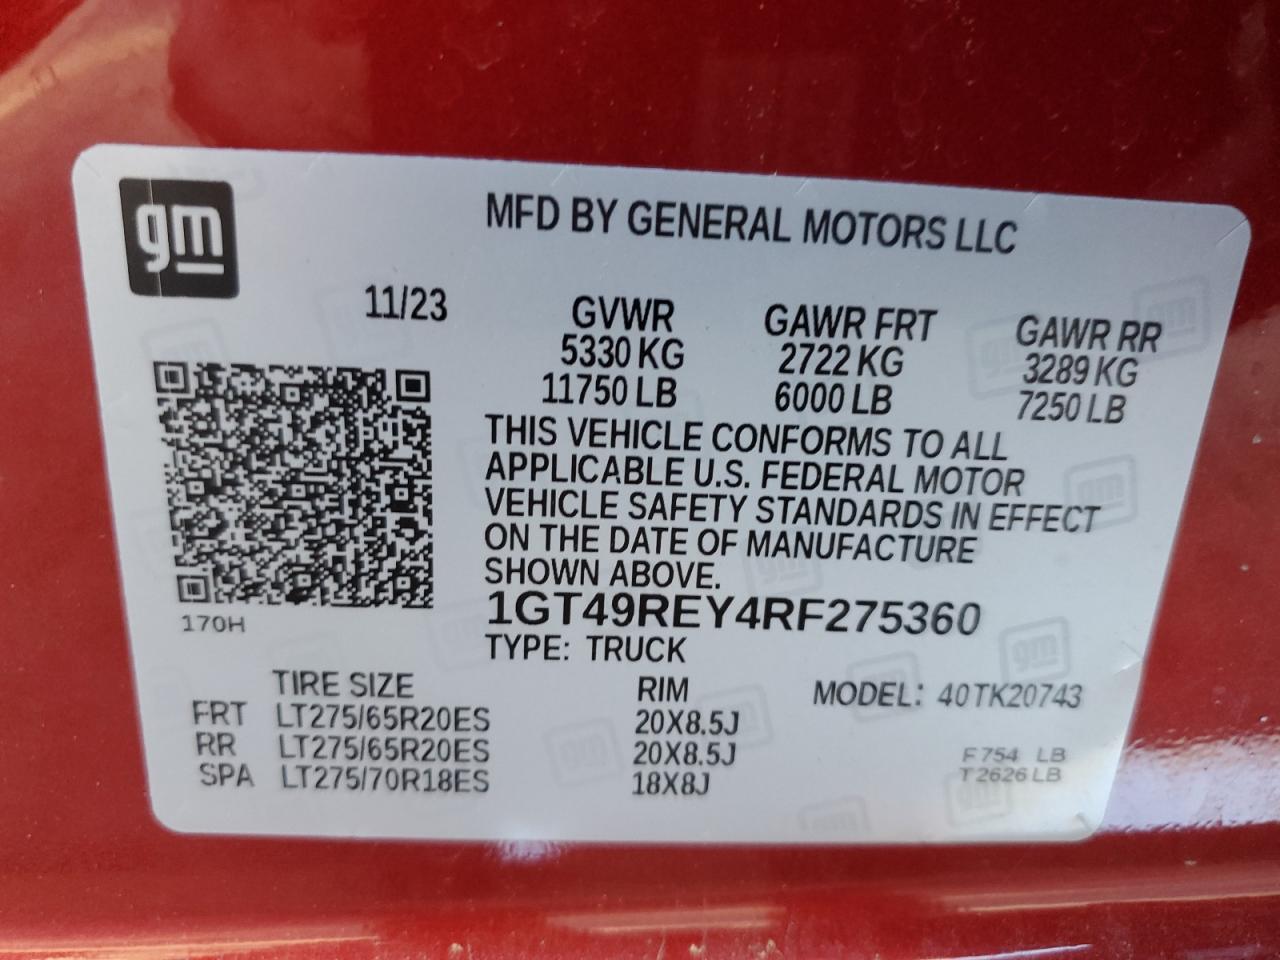 gm
MFD BY GENERAL MOTORS LLC
11/23
GVWR GAWR FRT GAWR RR
5330 KG 2722 KG 3289 KG
11750 LB 6000 LB 7250 LB
THIS VEHICLE CONFORMS TO ALL
APPLICABLE U.S. FEDERAL MOTOR
VEHICLE SAFETY STANDARDS IN EFFECT
ON THE DATE OF MANUFACTURE
SHOWN ABOVE.
1GT49REY4RF275360
170H
TYPE: TRUCK
TIRE SIZE RIM MODEL: 40TK20743
FRT LT275/65R20ES 20X8.5J
RR LT275/65R20ES 20X8.5J
SPA LT275/70R18ES 18X8J
F 754 LB
T 2626 LB